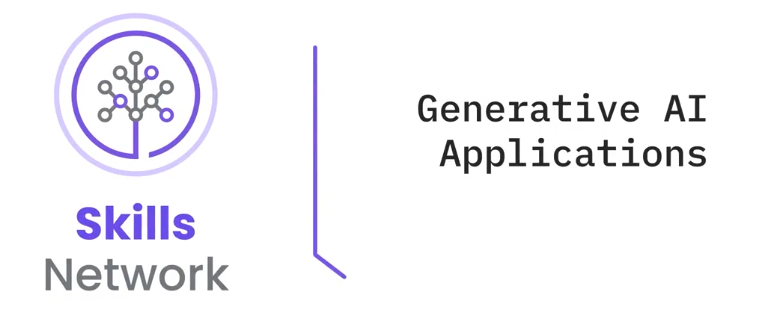 Skills
Network
Generative AI
Applications